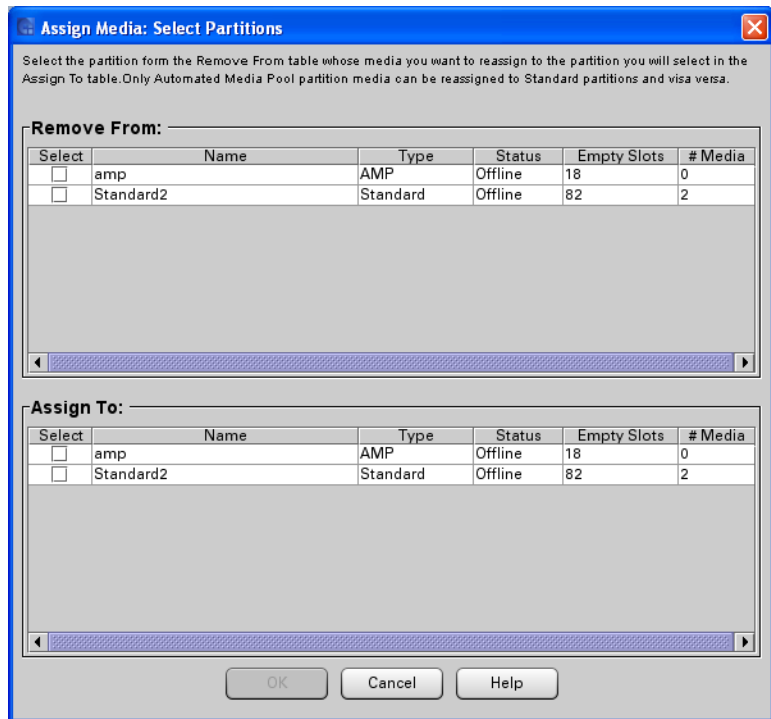 Assign Media: Select Partitions
Select the partition form the Remove From table whose media you want to reassign to the partition you will select in the
Assign To table.Only Automated Media Pool partition media can be reassigned to Standard partitions and visa versa.
Remove From:
Select Name Type Status Empty Slots # Media
amp AMP Offline 18 0
Standard2 Standard Offline 82 2
Assign To:
Select Name Type Status Empty Slots # Media
amp AMP Offline 18 0
Standard2 Standard Offline 82 2
OK Cancel Help